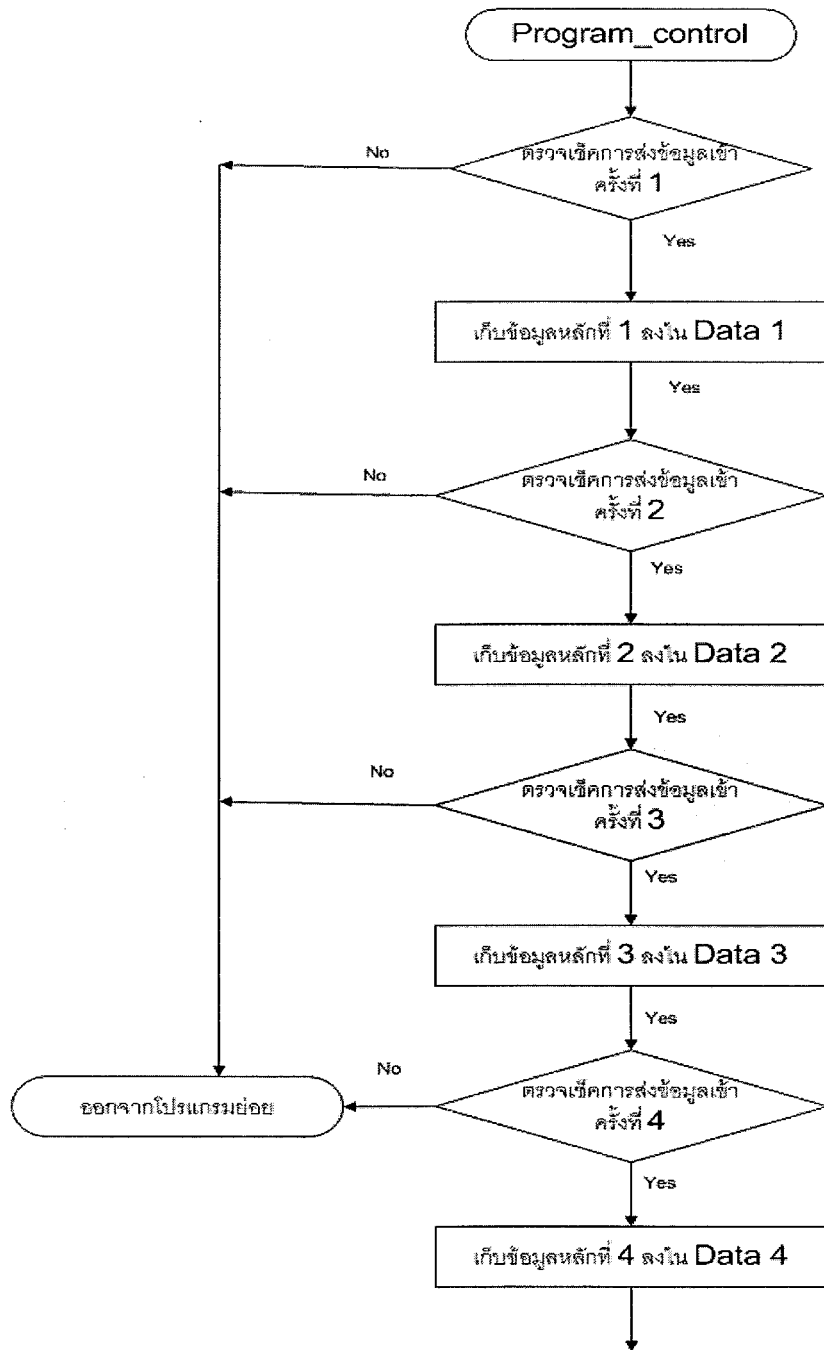 Program_control
No
ตรวจเช็คการส่งข้อมูลเข้า
ครั้งที่ 1
Yes
เก็บข้อมูลหลักที่ 1 ลงใน Data 1
Yes
No
ตรวจเช็คการส่งข้อมูลเข้า
ครั้งที่ 2
Yes
เก็บข้อมูลหลักที่ 2 ลงใน Data 2
Yes
No
ตรวจเช็คการส่งข้อมูลเข้า
ครั้งที่ 3
Yes
เก็บข้อมูลหลักที่ 3 ลงใน Data 3
Yes
No
ตรวจเช็คการส่งข้อมูลเข้า
ครั้งที่ 4
ออกจากโปรแกรมย่อย
Yes
เก็บข้อมูลหลักที่ 4 ลงใน Data 4